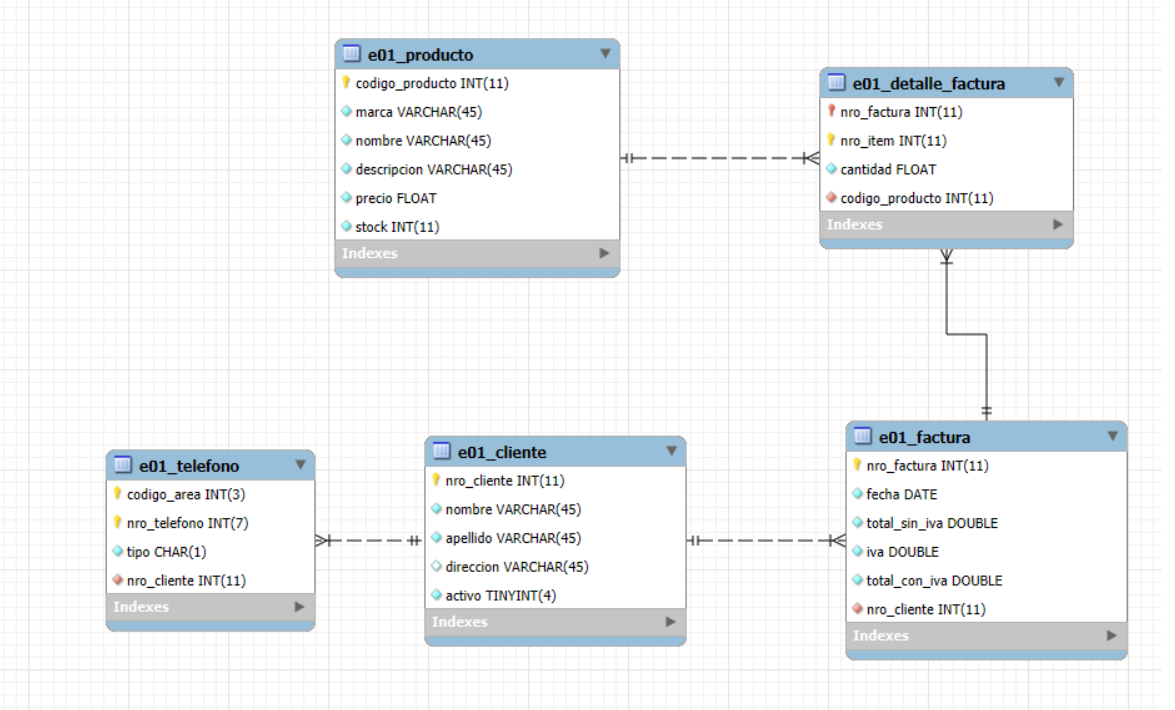 e01_producto
codigo_producto INT(11)
marca VARCHAR(45)
nombre VARCHAR(45)
descripcion VARCHAR(45)
precio FLOAT
stock INT(11)
Indexes
e01_detalle_factura
nro_factura INT(11)
nro_item INT(11)
cantidad FLOAT
codigo_producto INT(11)
Indexes
e01_telefono
codigo_area INT(3)
nro_telefono INT(7)
tipo CHAR(1)
nro_cliente INT(11)
Indexes
e01_cliente
nro_cliente INT(11)
nombre VARCHAR(45)
apellido VARCHAR(45)
direccion VARCHAR(45)
activo TINYINT(4)
Indexes
e01_factura
nro_factura INT(11)
fecha DATE
total_sin_iva DOUBLE
iva DOUBLE
total_con_iva DOUBLE
nro_cliente INT(11)
Indexes